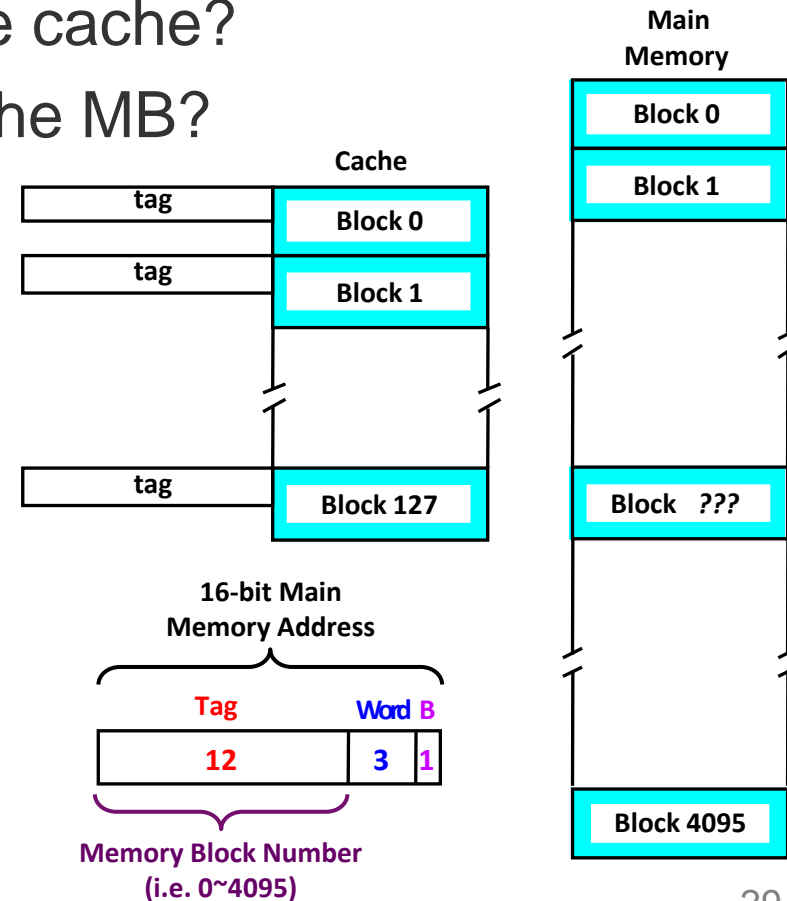 e cache?
he MB?
Main
Memory
Block 0
Block 1
Block ???
Block 4095
Cache
tag
Block 0
tag
Block 1
tag
Block 127
16-bit Main
Memory Address
Tag Word B
12 3 1
Memory Block Number
(i.e. 0~4095)